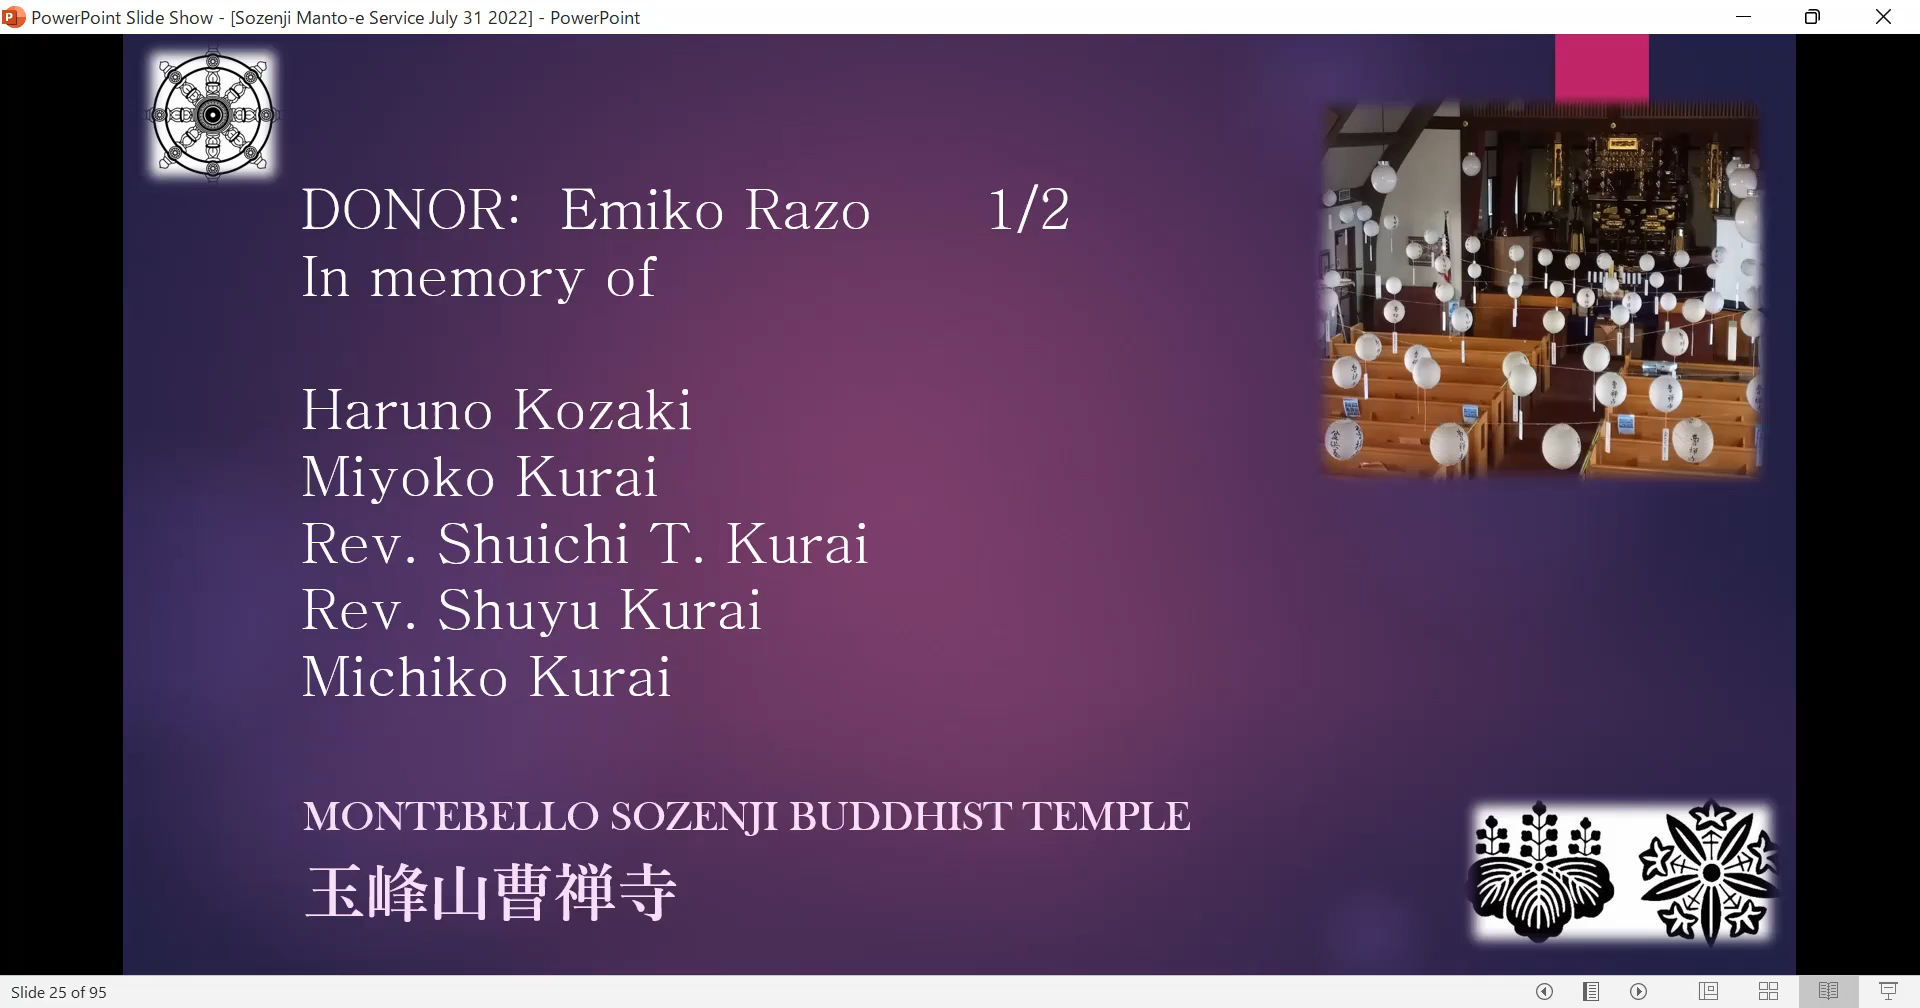 PowerPoint Slide Show - [Sozenji Manto-e Service July 31 2022] - PowerPoint
DONOR: Emiko Razo 1/2
In memory of
Haruno Kozaki
Miyoko Kurai
Rev. Shuichi T. Kurai
Rev. Shuyu Kurai
Michiko Kurai
MONTEBELLO SOZENJI BUDDHIST TEMPLE
玉峰山曹禅寺
Slide 25 of 95